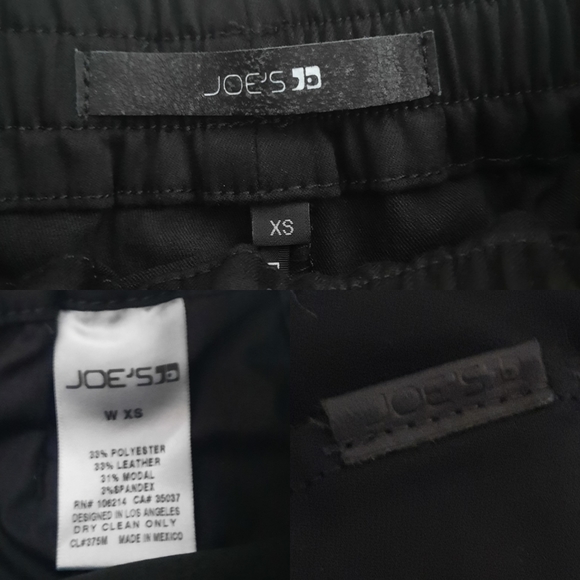 JOE'S
XS
JOE'S
W XS
33% POLYESTER
33% LEATHER
31% MODAL
3%SPANDEX
RN# 106214 CA# 35037
DESIGNED IN LOS ANGELES
DRY CLEAN ONLY
CL#375M MADE IN MEXICO
JOE'S